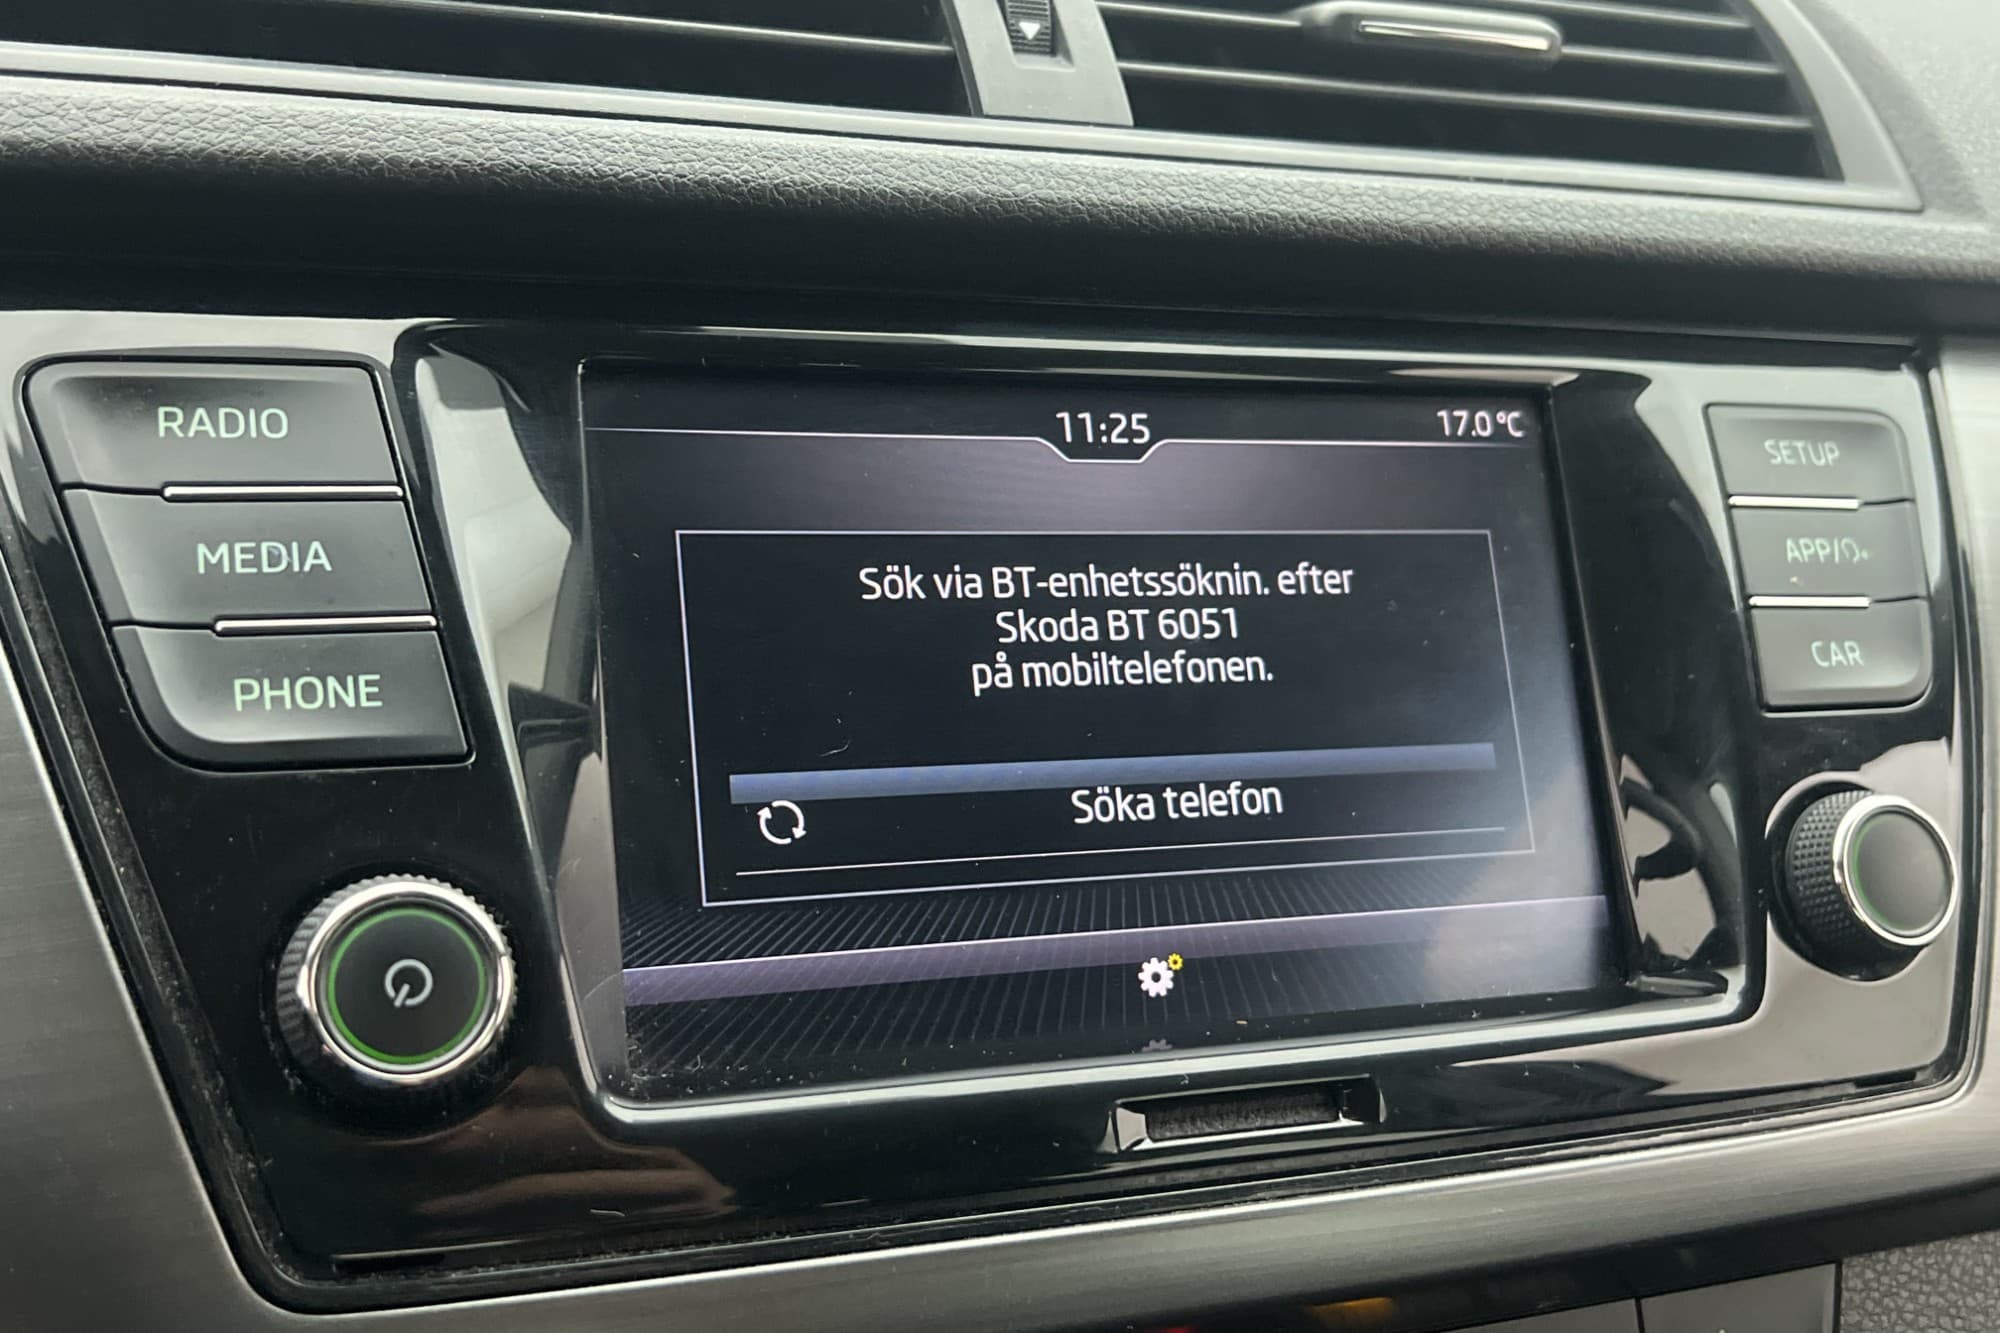 RADIO
MEDIA
PHONE
11:25
17.0 °C
Sök via BT-enhetssöknin. efter
Skoda BT 6051
på mobiltelefonen.
Söka telefon
SETUP
APP/
CAR